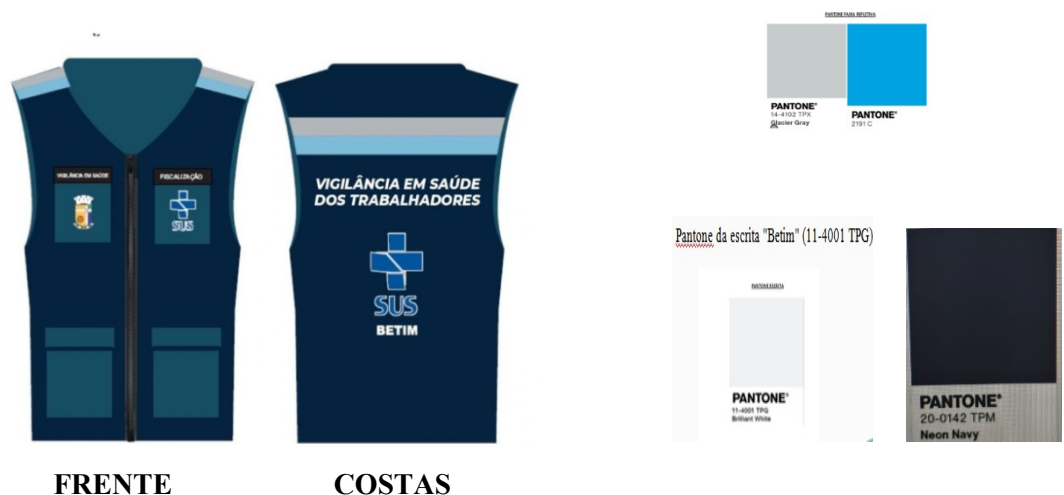 VIGILÂNCIA EM SAÚDE
FISCALIZAÇÃO
SUS
VIGILÂNCIA EM SAÚDE
DOS TRABALHADORES
SUS
BETIM
FRENTE
COSTAS
PANTONE FAIXA REFLETIVA
PANTONE®
14-4102 TPX
Glacier Gray
PANTONE®
2191 C
Pantone da escrita "Betim" (11-4001 TPG)
PANTONE ESCRITA
PANTONE®
11-4001 TPG
Brilliant White
PANTONE®
20-0142 TPM
Neon Navy